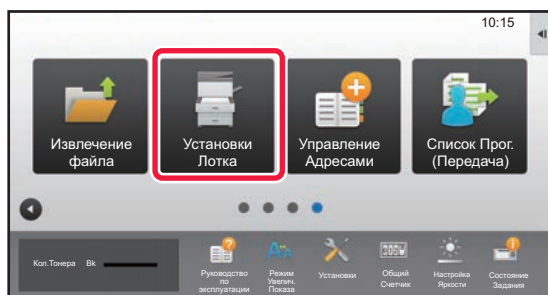 10:15
Извлечение
файла
Установки
Лотка
Управление
Адресами
Список Прог.
(Передача)
Кол.Тонера Bk
Руководство
по
эксплуатации
Режим
Увелич.
Показа
Установки
Общий
Счетчик
Настройка
Яркости
Состояние
Задания